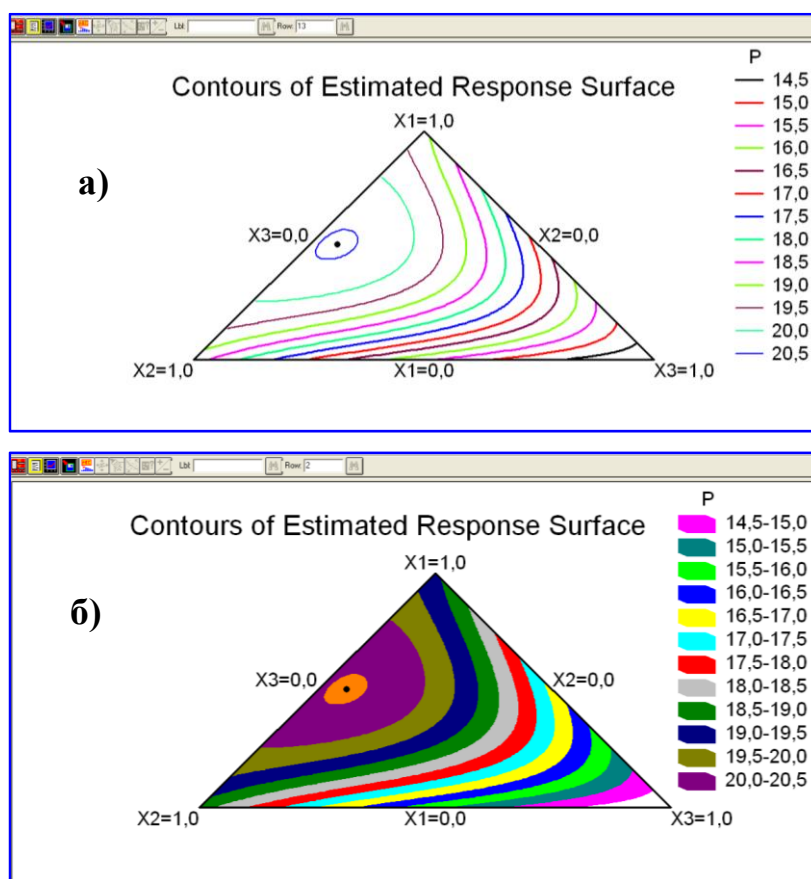 Lbl: Row: 13
P
Contours of Estimated Response Surface
X1=1,0
а)
X3=0,0
X2=0,0
X2=1,0
X1=0,0
X3=1,0
14,5
15,0
15,5
16,0
16,5
17,0
17,5
18,0
18,5
19,0
19,5
20,0
20,5
Lbl: Row: 2
P
Contours of Estimated Response Surface
X1=1,0
б)
X3=0,0
X2=0,0
X2=1,0
X1=0,0
X3=1,0
14,5-15,0
15,0-15,5
15,5-16,0
16,0-16,5
16,5-17,0
17,0-17,5
17,5-18,0
18,0-18,5
18,5-19,0
19,0-19,5
19,5-20,0
20,0-20,5